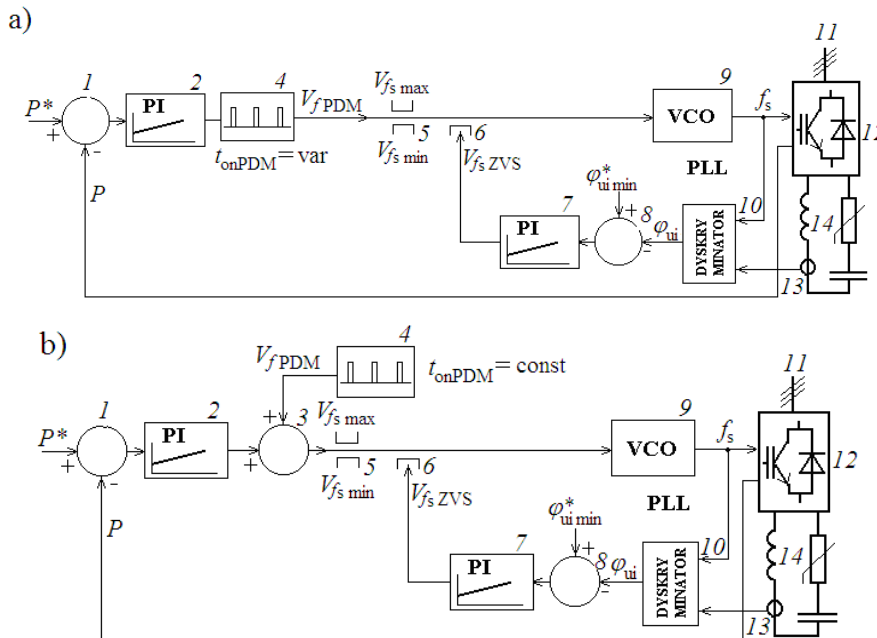 a)
1
2
4
9
11
P*
+
-
PI
V_f PDM
V_fs max
V_fs min
5
6
V_fs ZVS
VCO
f_s
12
t_onPDM = var
PLL
P
φ*_ui min
+
7
8
PI
φ_ui
-
DYSKRY
MINATOR
10
14
13
b)
4
V_f PDM
t_onPDM = const
1
2
3
9
11
P*
+
-
PI
+
+
V_fs max
V_fs min
5
6
V_fs ZVS
VCO
f_s
12
PLL
P
φ*_ui min
+
7
8
PI
φ_ui
-
DYSKRY
MINATOR
10
14
13